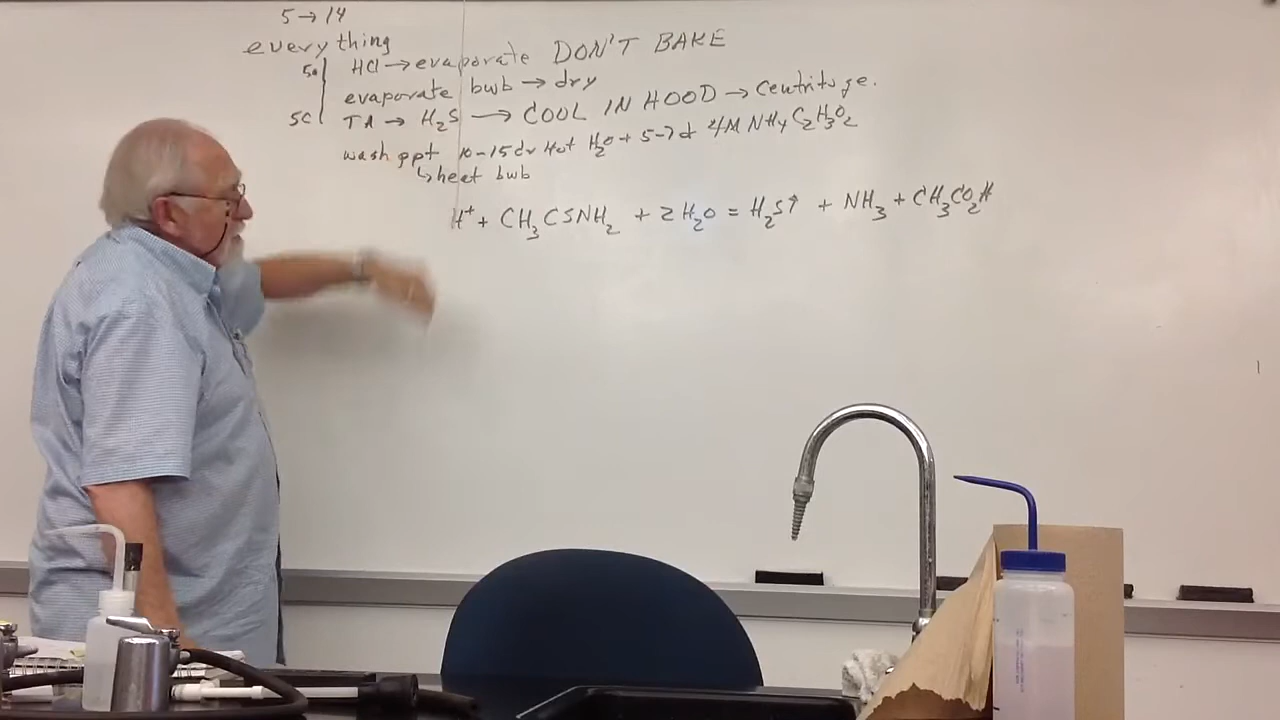 5 → 14
everything
5a HCl → evaporate DON'T BAKE
evaporate bwb → dry
5c TA → H₂S → COOL IN HOOD → Centrifuge.
wash ppt 10-15 dr Hot H₂O + 5-7 d 4M NH₄C₂H₃O₂
↳ heat bwb
H⁺ + CH₃CSNH₂ + 2H₂O = H₂S↑ + NH₃ + CH₃CO₂H